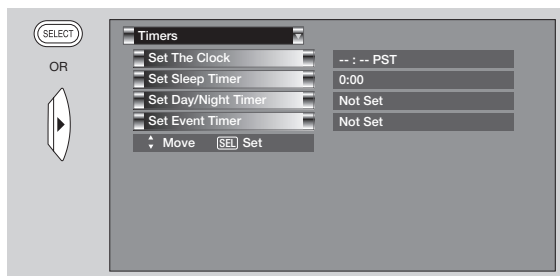 SELECT
OR
Timers
Set The Clock -- : -- PST
Set Sleep Timer 0:00
Set Day/Night Timer Not Set
Set Event Timer Not Set
Move SEL Set